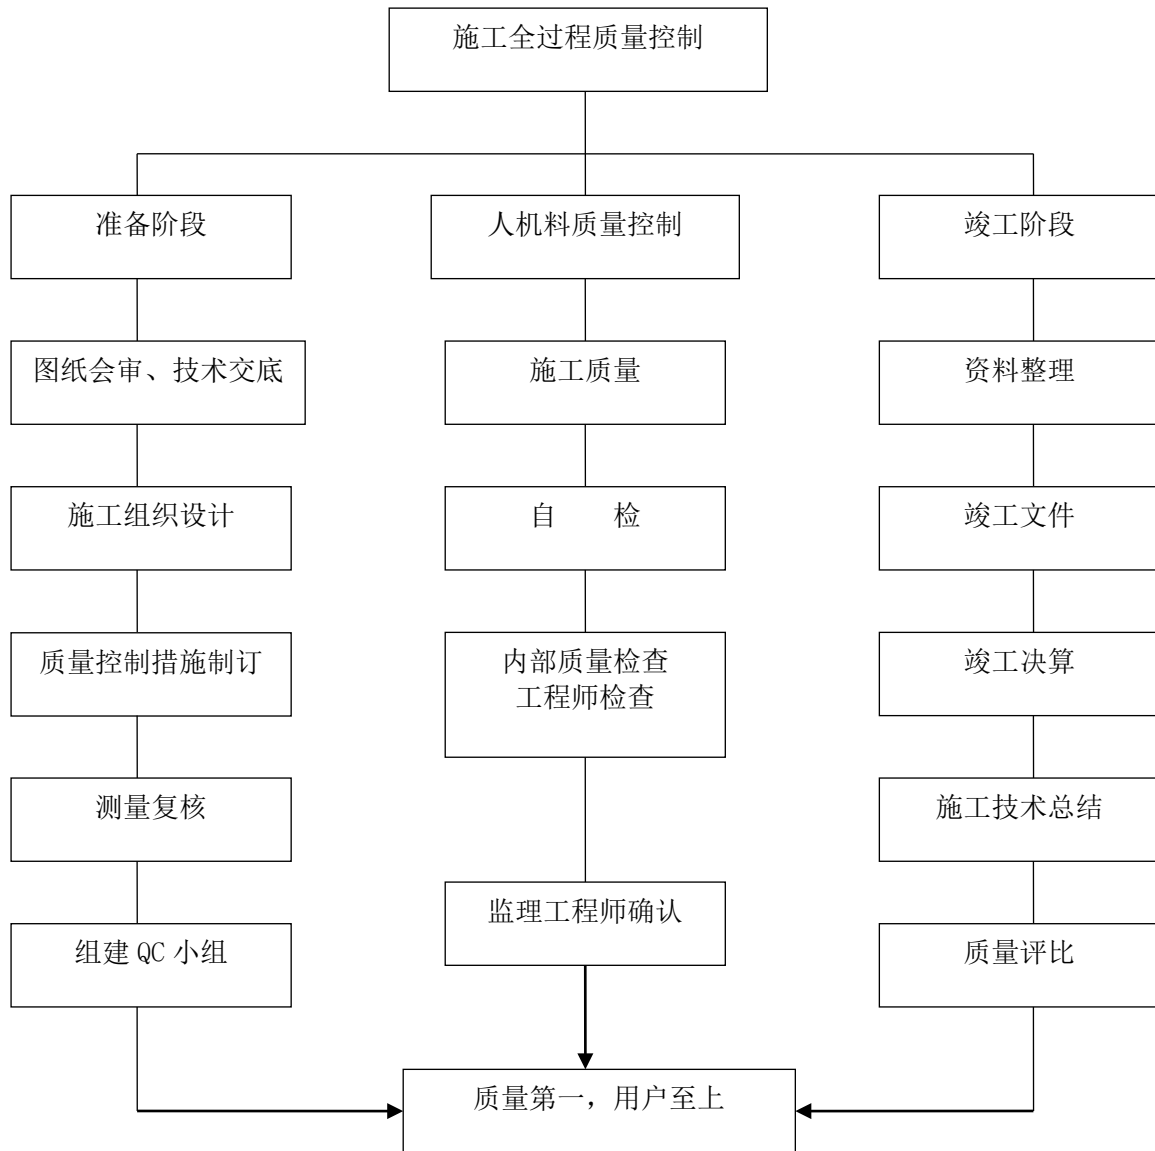 施工全过程质量控制
准备阶段
人机料质量控制
竣工阶段
图纸会审、技术交底
施工质量
资料整理
施工组织设计
自　　检
竣工文件
质量控制措施制订
内部质量检查
工程师检查
竣工决算
测量复核
施工技术总结
监理工程师确认
组建 QC 小组
质量评比
质量第一，用户至上